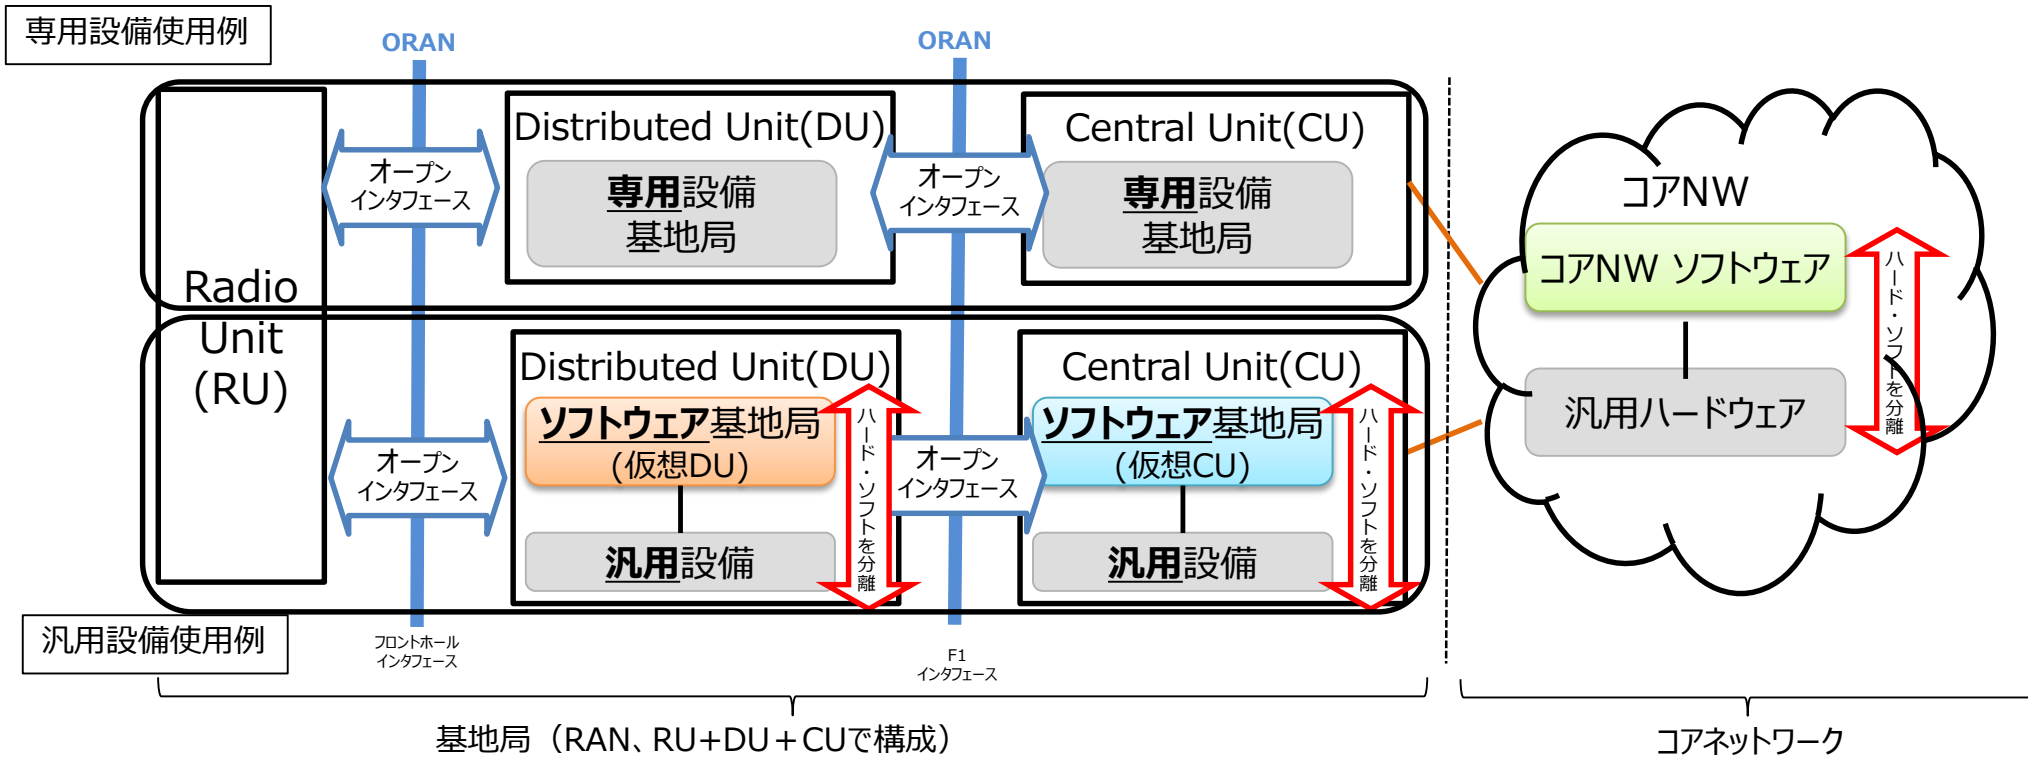 専用設備使用例
ORAN
ORAN
Distributed Unit(DU)
Central Unit(CU)
オープン
インタフェース
専用設備
基地局
オープン
インタフェース
専用設備
基地局
Radio
Unit
(RU)
Distributed Unit(DU)
Central Unit(CU)
オープン
インタフェース
ソフトウェア基地局
(仮想DU)
汎用設備
ハード・ソフトを分離
オープン
インタフェース
ソフトウェア基地局
(仮想CU)
汎用設備
ハード・ソフトを分離
コアNW
コアNW ソフトウェア
汎用ハードウェア
ハード・ソフトを分離
汎用設備使用例
フロントホール
インタフェース
F1
インタフェース
基地局（RAN、RU+DU＋CUで構成）
コアネットワーク